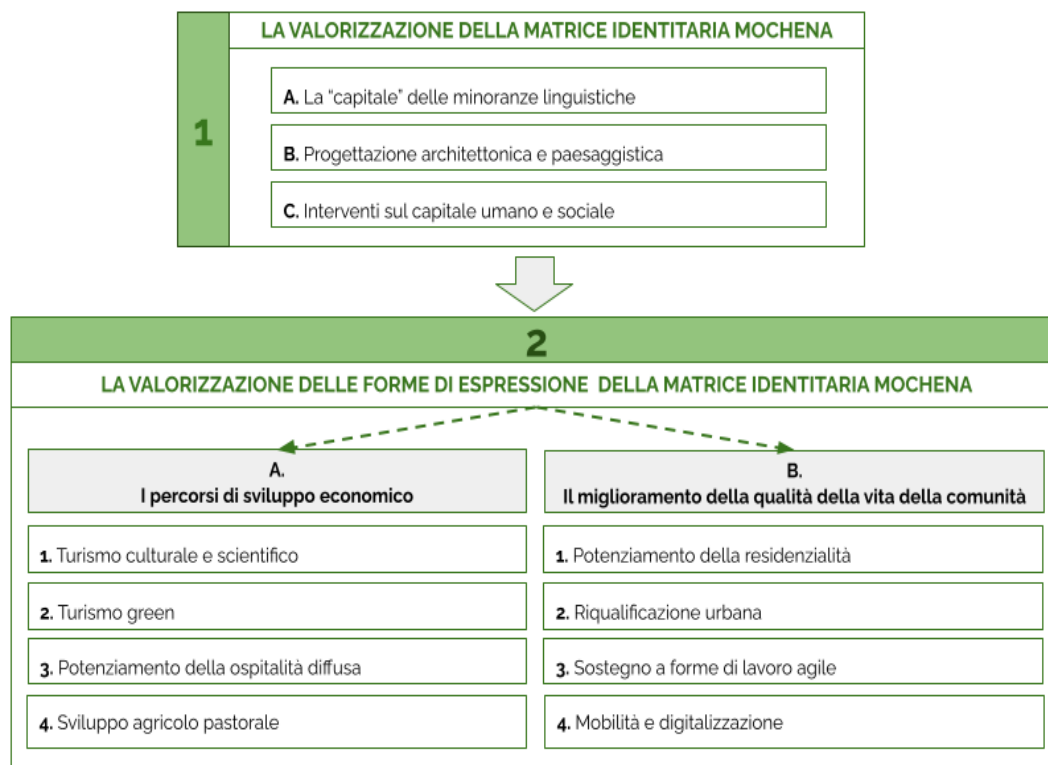 LA VALORIZZAZIONE DELLA MATRICE IDENTITARIA MOCHENA
1
A. La “capitale” delle minoranze linguistiche
B. Progettazione architettonica e paesaggistica
C. Interventi sul capitale umano e sociale
2
LA VALORIZZAZIONE DELLE FORME DI ESPRESSIONE DELLA MATRICE IDENTITARIA MOCHENA
A.
I percorsi di sviluppo economico
1. Turismo culturale e scientifico
2. Turismo green
3. Potenziamento della ospitalità diffusa
4. Sviluppo agricolo pastorale
B.
Il miglioramento della qualità della vita della comunità
1. Potenziamento della residenzialità
2. Riqualificazione urbana
3. Sostegno a forme di lavoro agile
4. Mobilità e digitalizzazione